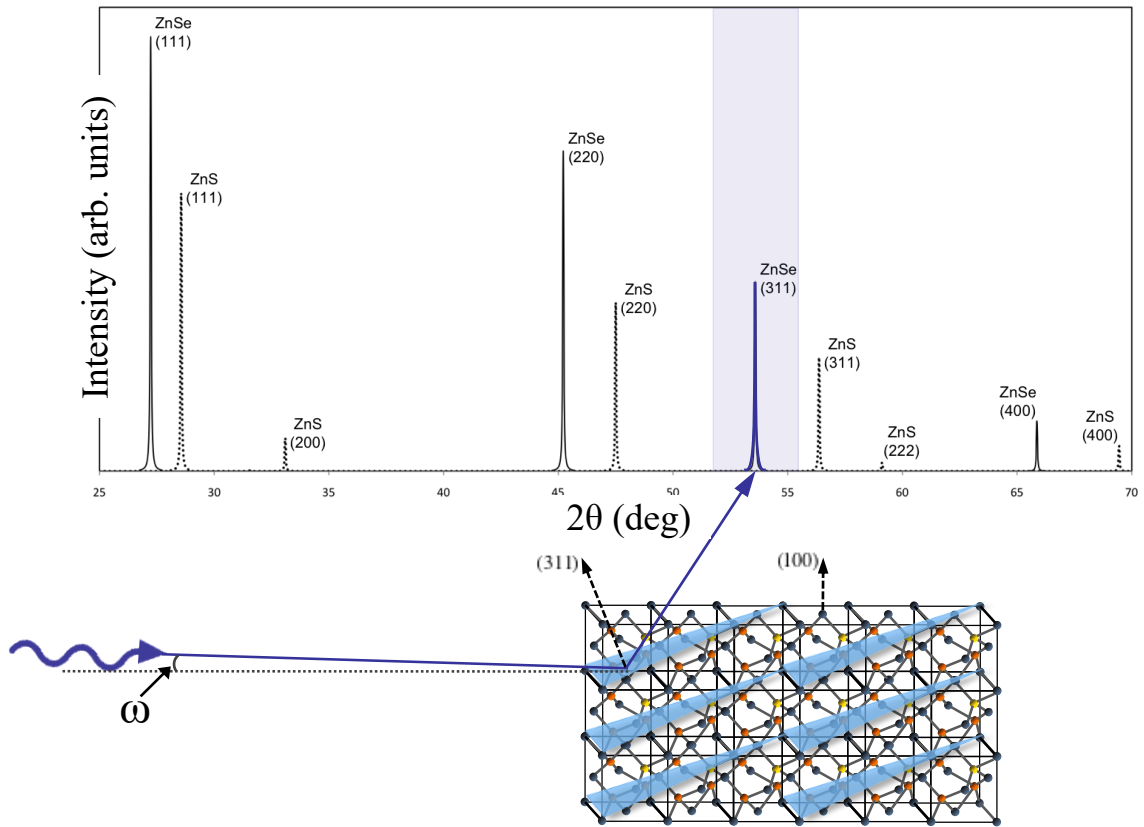 ZnSe
(111)
ZnS
(111)
ZnS
(200)
ZnSe
(220)
ZnS
(220)
ZnSe
(311)
ZnS
(311)
ZnS
(222)
ZnSe
(400)
ZnS
(400)
Intensity (arb. units)
25 30 35 40 45 50 55 60 65 70
2θ (deg)
(311)
(100)
ω